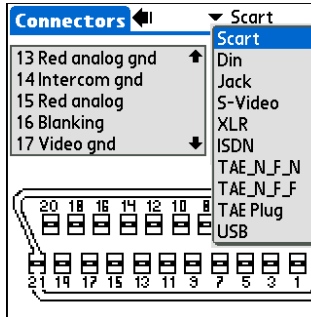 Connectors
Scart
13 Red analog gnd
14 Intercom gnd
15 Red analog
16 Blanking
17 Video gnd
Scart
Din
Jack
S-Video
XLR
ISDN
TAE_N_F_N
TAE_N_F_F
TAE Plug
USB
20 18 16 14 12 10 8
21 19 17 15 13 11 9 7 5 3 1